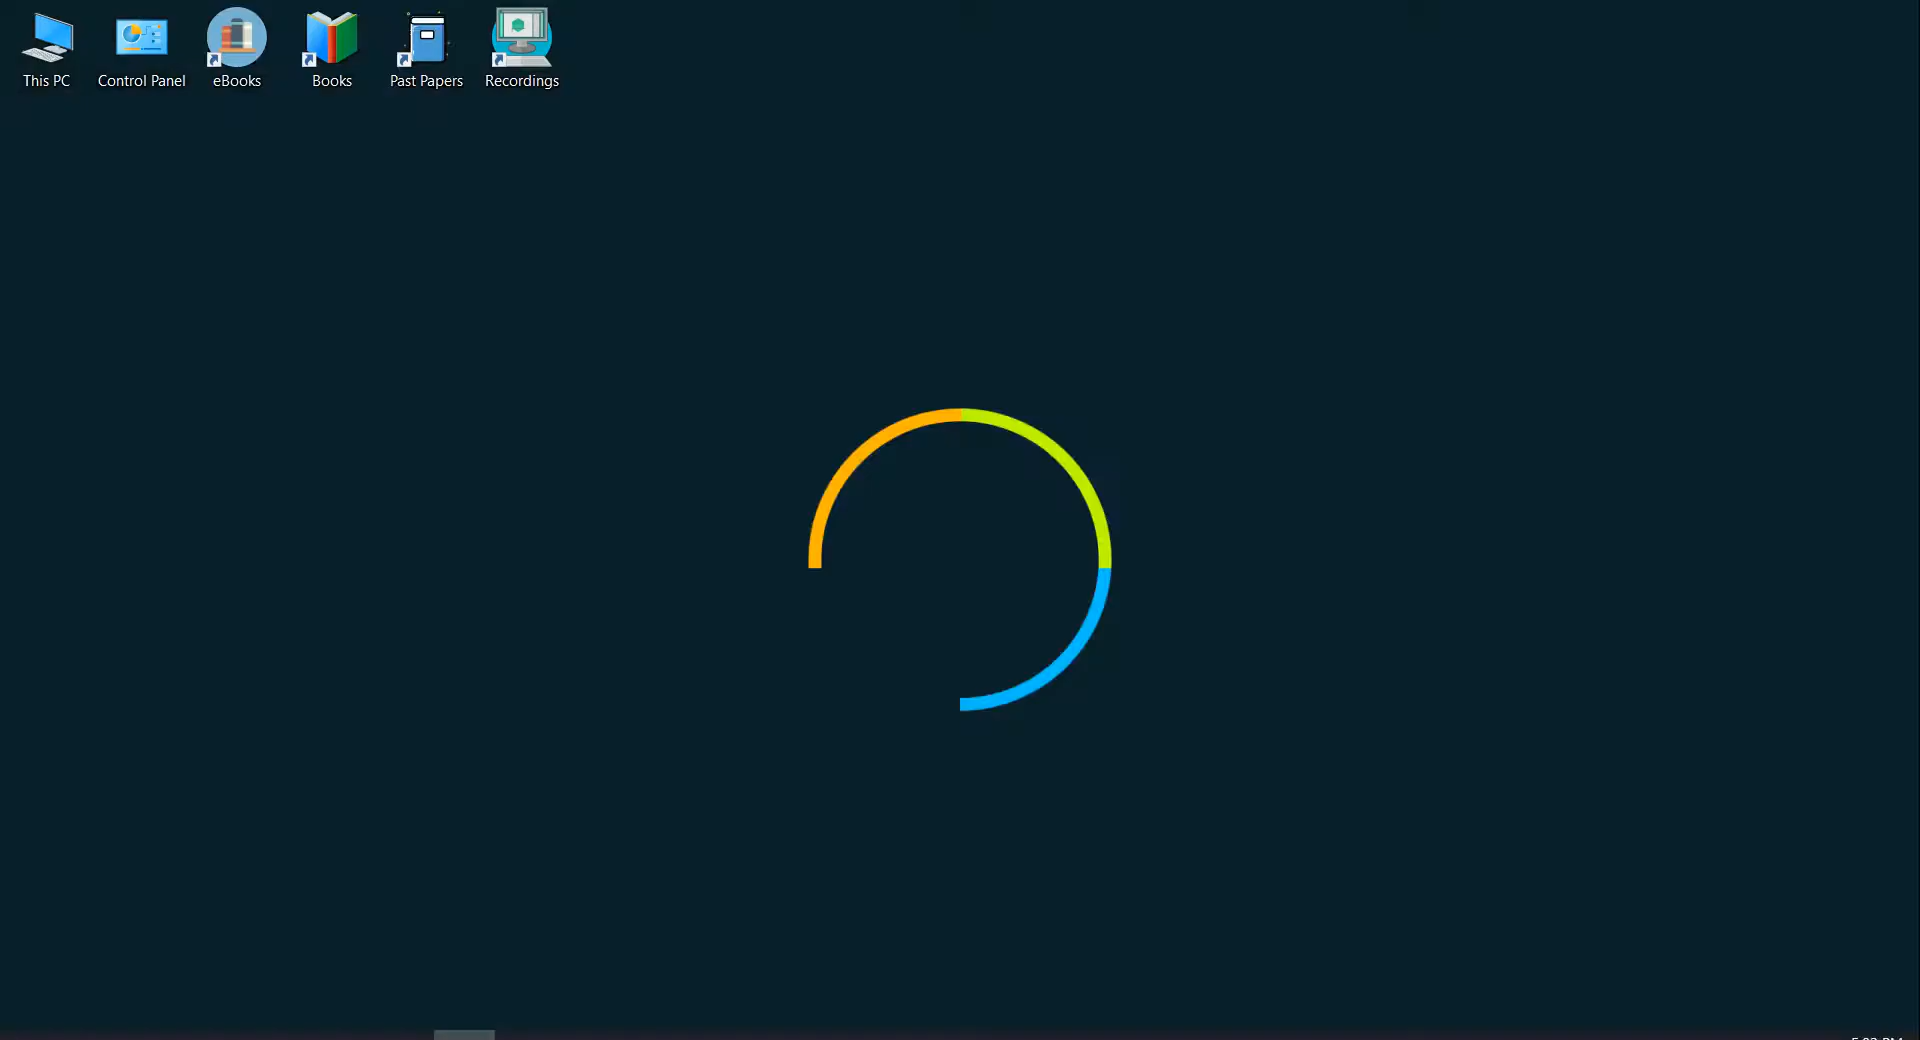 This PC
Control Panel
eBooks
Books
Past Papers
Recordings